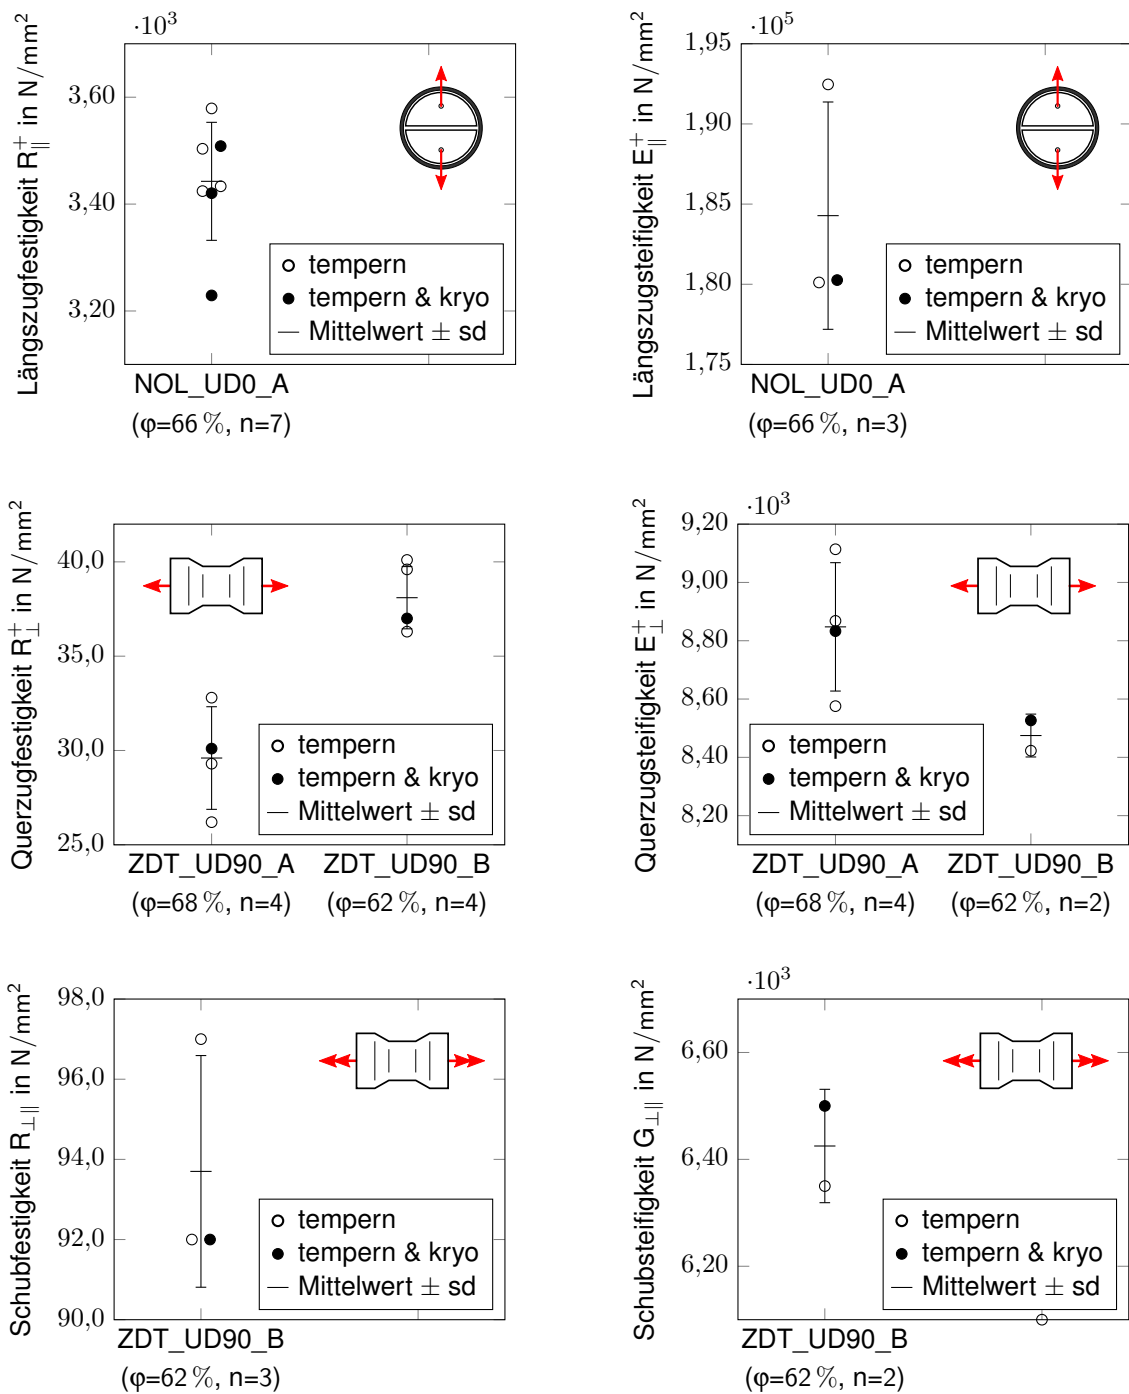 ·10³
Längszugfestigkeit R∥⁺ in N/mm²
3,60
3,40
3,20
tempern
tempern & kryo
Mittelwert ± sd
NOL_UD0_A
(φ=66 %, n=7)
·10⁵
Längszugsteifigkeit E∥⁺ in N/mm²
1,95
1,90
1,85
1,80
1,75
tempern
tempern & kryo
Mittelwert ± sd
NOL_UD0_A
(φ=66 %, n=3)
Querzugfestigkeit R⊥⁺ in N/mm²
40,0
35,0
30,0
25,0
tempern
tempern & kryo
Mittelwert ± sd
ZDT_UD90_A ZDT_UD90_B
(φ=68 %, n=4) (φ=62 %, n=4)
·10³
Querzugsteifigkeit E⊥⁺ in N/mm²
9,20
9,00
8,80
8,60
8,40
8,20
tempern
tempern & kryo
Mittelwert ± sd
ZDT_UD90_A ZDT_UD90_B
(φ=68 %, n=4) (φ=62 %, n=2)
Schubfestigkeit R⊥∥ in N/mm²
98,0
96,0
94,0
92,0
90,0
tempern
tempern & kryo
Mittelwert ± sd
ZDT_UD90_B
(φ=62 %, n=3)
·10³
Schubsteifigkeit G⊥∥ in N/mm²
6,60
6,40
6,20
tempern
tempern & kryo
Mittelwert ± sd
ZDT_UD90_B
(φ=62 %, n=2)